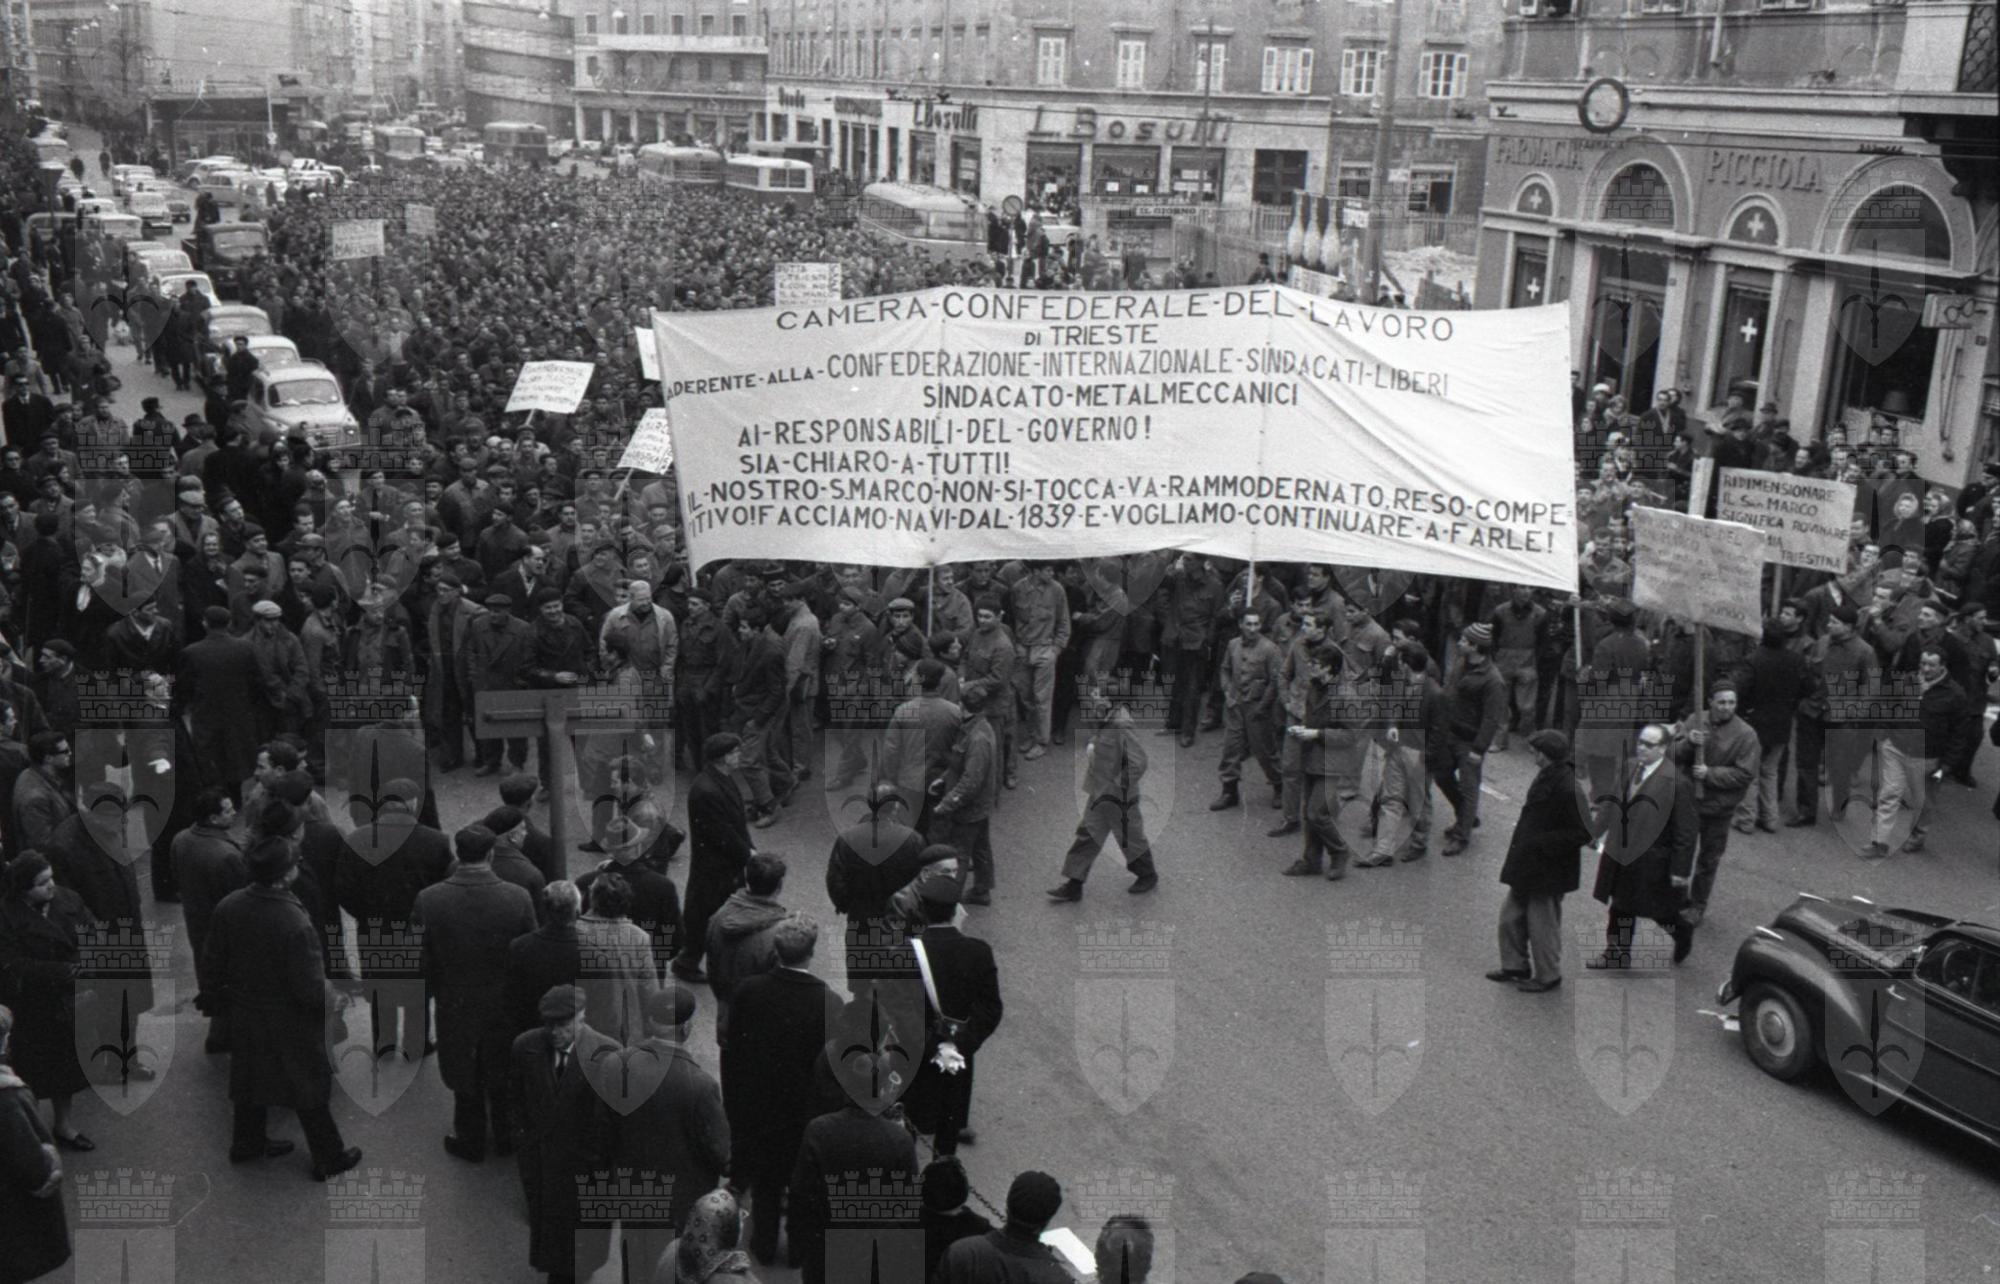 L. Bosutti
L. Bosutti
FARMACIA
PICCIOLA
IL GIORNO
CAMERA-CONFEDERALE-DEL-LAVORO
DI TRIESTE
ADERENTE-ALLA-CONFEDERAZIONE-INTERNAZIONALE-SINDACATI-LIBERI
SINDACATO-METALMECCANICI
AI-RESPONSABILI-DEL-GOVERNO!
SIA-CHIARO-A-TUTTI!
IL-NOSTRO-S.MARCO-NON-SI-TOCCA-VA-RAMMODERNATO, RESO-COMPE-
TITIVO! FACCIAMO-NAVI-DAL-1839-E-VOGLIAMO-CONTINUARE-A-FARLE!
RIDIMENSIONARE
IL San MARCO
SIGNIFICA ROVINARE
TRIESTINA